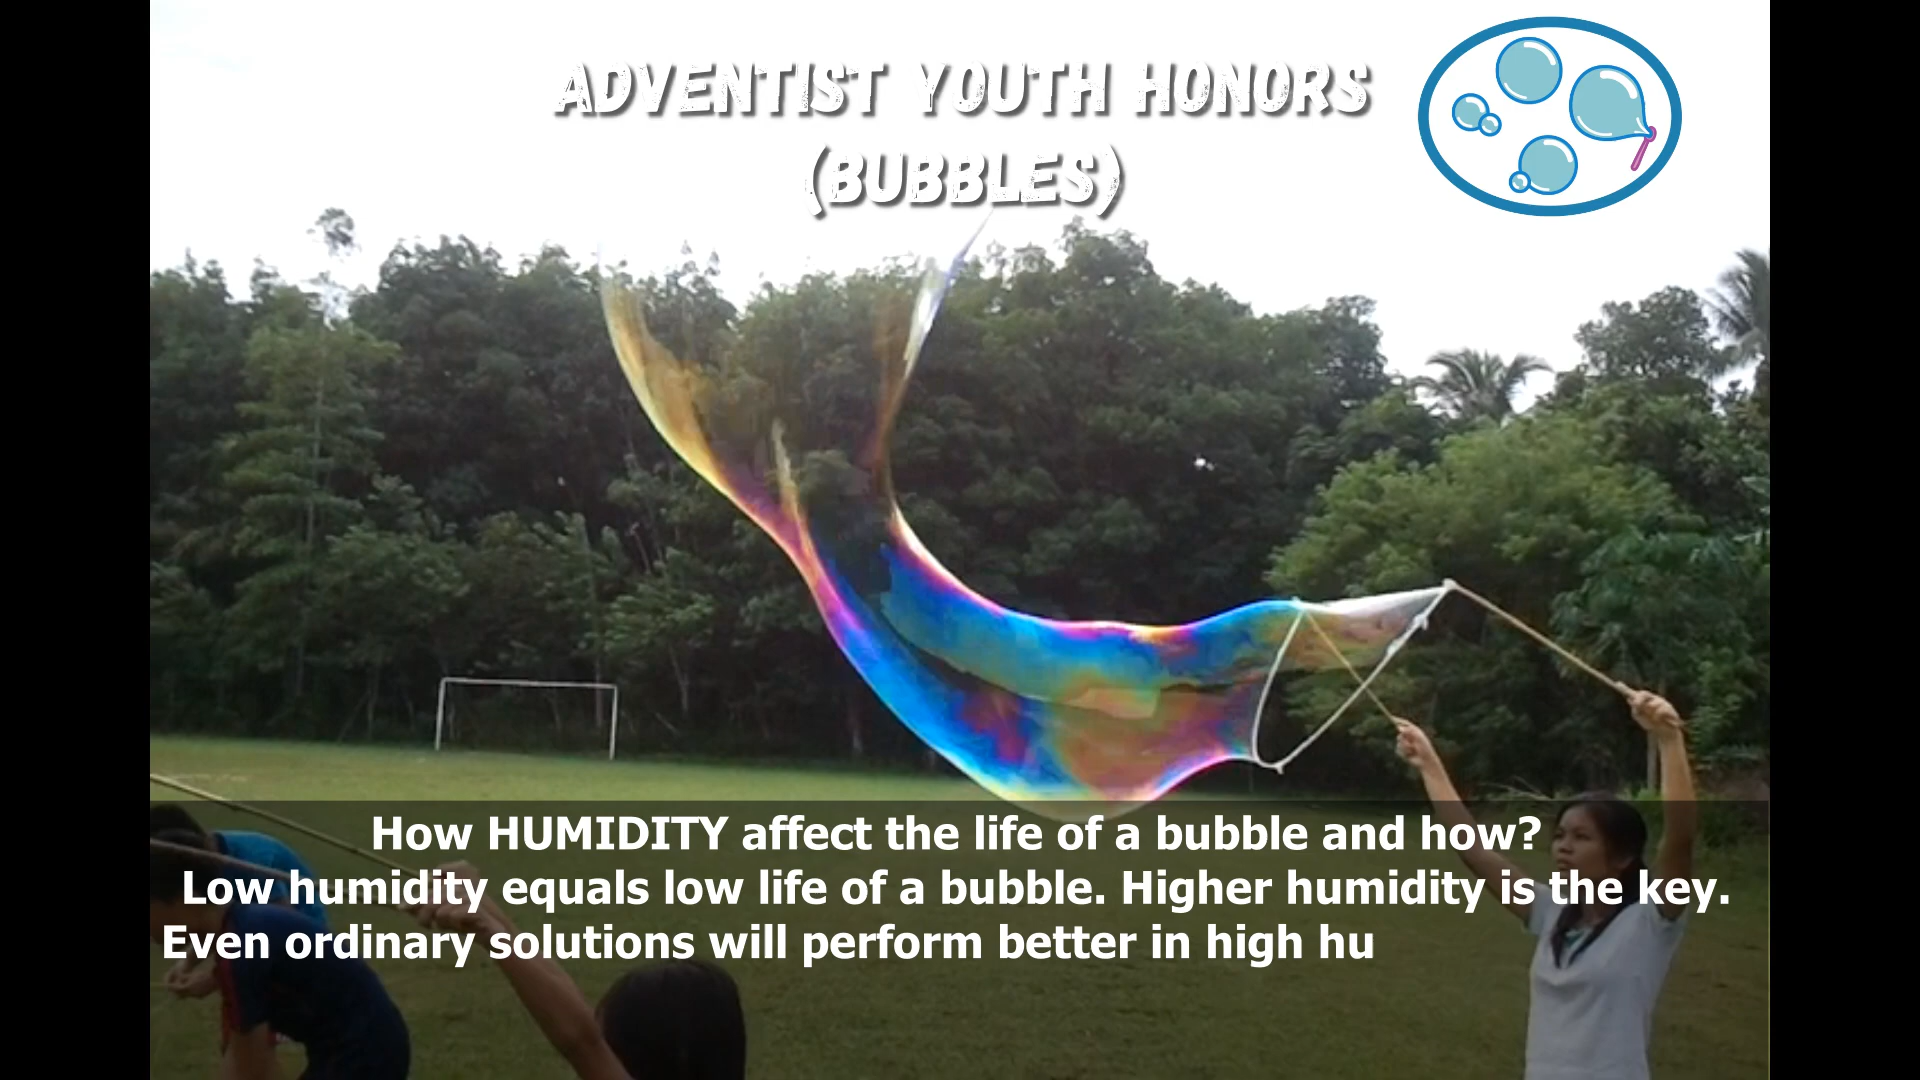 ADVENTIST YOUTH HONORS
(BUBBLES)
How HUMIDITY affect the life of a bubble and how?
Low humidity equals low life of a bubble. Higher humidity is the key.
Even ordinary solutions will perform better in high hu